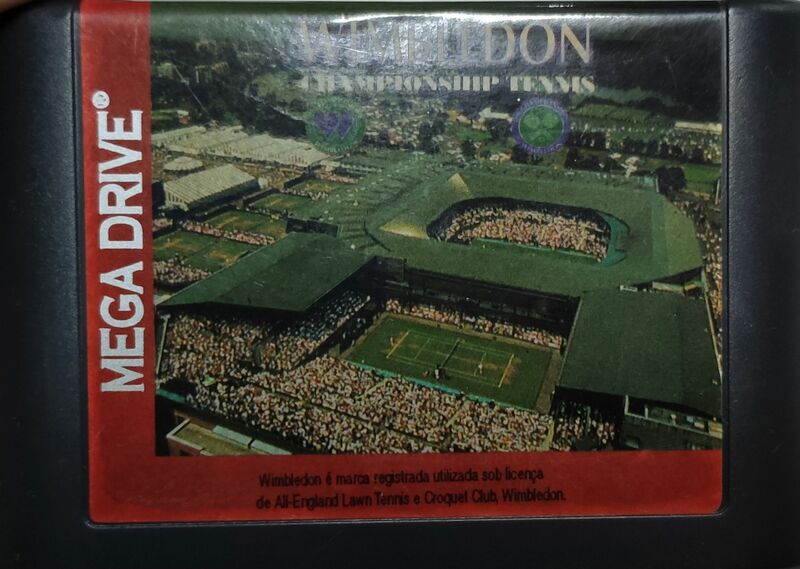 WIMBLEDON
CHAMPIONSHIP TENNIS
MEGA DRIVE®
Wimbledon é marca registrada utilizada sob licença
de All-England Lawn Tennis e Croquet Club, Wimbledon.